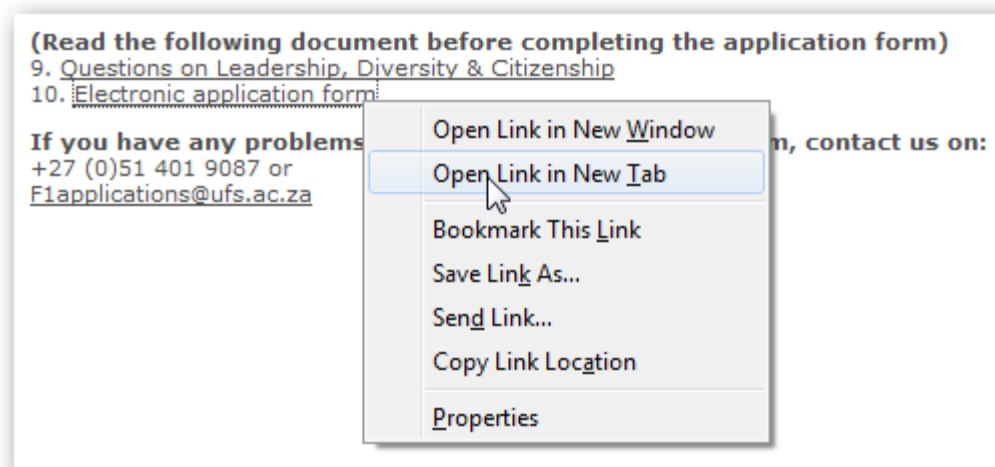 (Read the following document before completing the application form)
9. Questions on Leadership, Diversity & Citizenship
10. Electronic application form
If you have any problems m, contact us on:
+27 (0)51 401 9087 or
F1applications@ufs.ac.za
Open Link in New Window
Open Link in New Tab
Bookmark This Link
Save Link As...
Send Link...
Copy Link Location
Properties